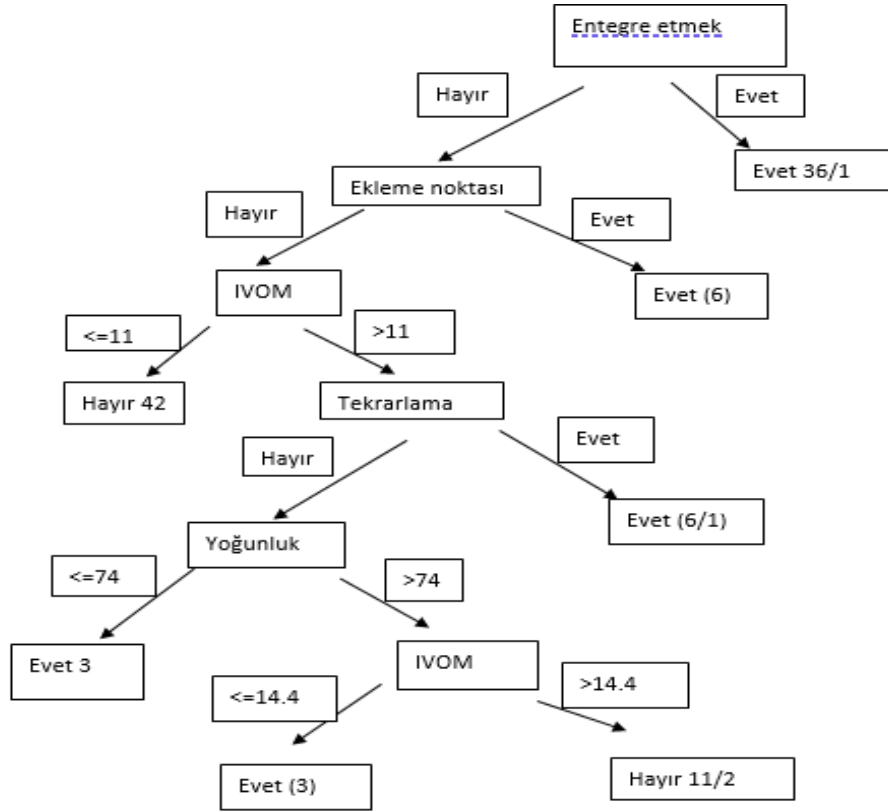 Entegre etmek
Hayır
Evet
Evet 36/1
Ekleme noktası
Hayır
Evet
IVOM
Evet (6)
<=11
>11
Hayır 42
Tekrarlama
Hayır
Evet
Evet (6/1)
Yoğunluk
<=74
>74
Evet 3
IVOM
<=14.4
>14.4
Evet (3)
Hayır 11/2